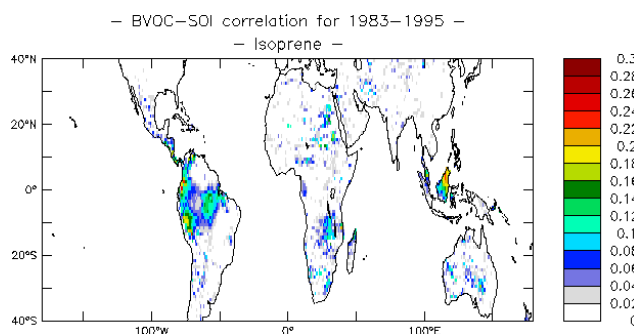 — BVOC-SOI correlation for 1983-1995 —
— Isoprene —
40°N
20°N
0°
20°S
40°S
100°W
0°
100°E
0.3
0.28
0.26
0.24
0.22
0.2
0.18
0.16
0.14
0.12
0.1
0.08
0.06
0.04
0.02
0